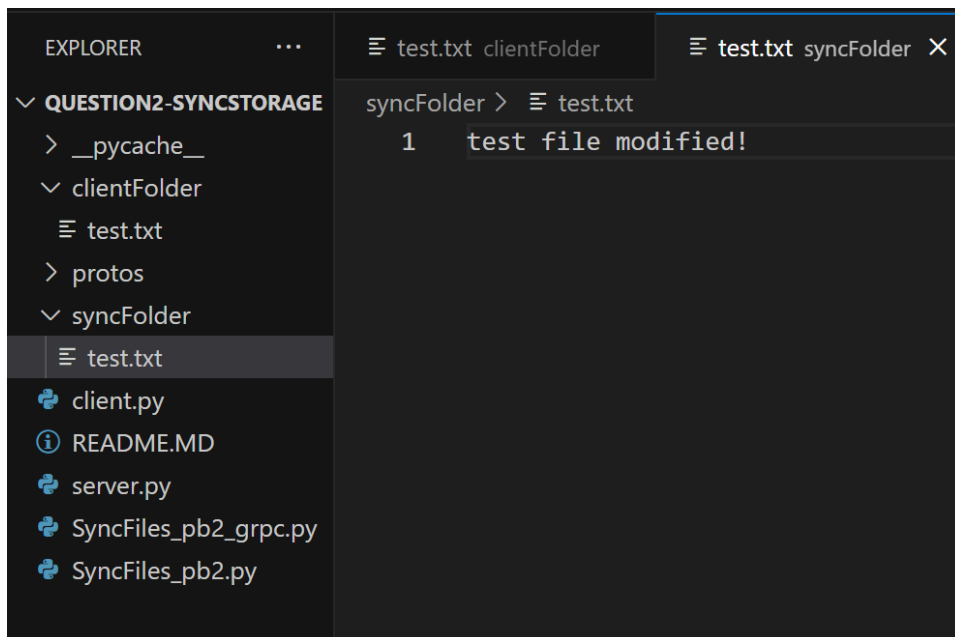 EXPLORER ...
QUESTION2-SYNCSTORAGE
__pycache__
clientFolder
test.txt
protos
syncFolder
test.txt
client.py
README.MD
server.py
SyncFiles_pb2_grpc.py
SyncFiles_pb2.py
test.txt clientFolder
test.txt syncFolder
syncFolder > test.txt
1 test file modified!